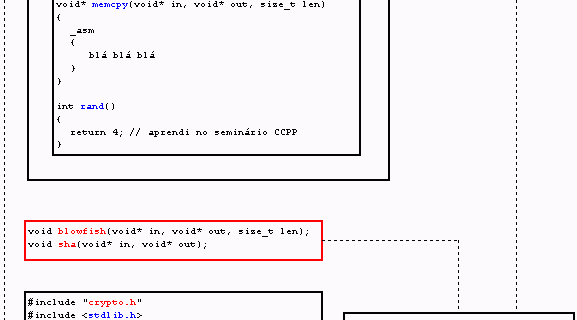 void* memcpy(void* in, void* out, size_t len)
{
_asm
{
blá blá blá
}
}
int rand()
{
return 4; // aprendi no seminário CCPP
}
void blowfish(void* in, void* out, size_t len);
void sha(void* in, void* out);
#include "crypto.h"
#include <stdlib.h>